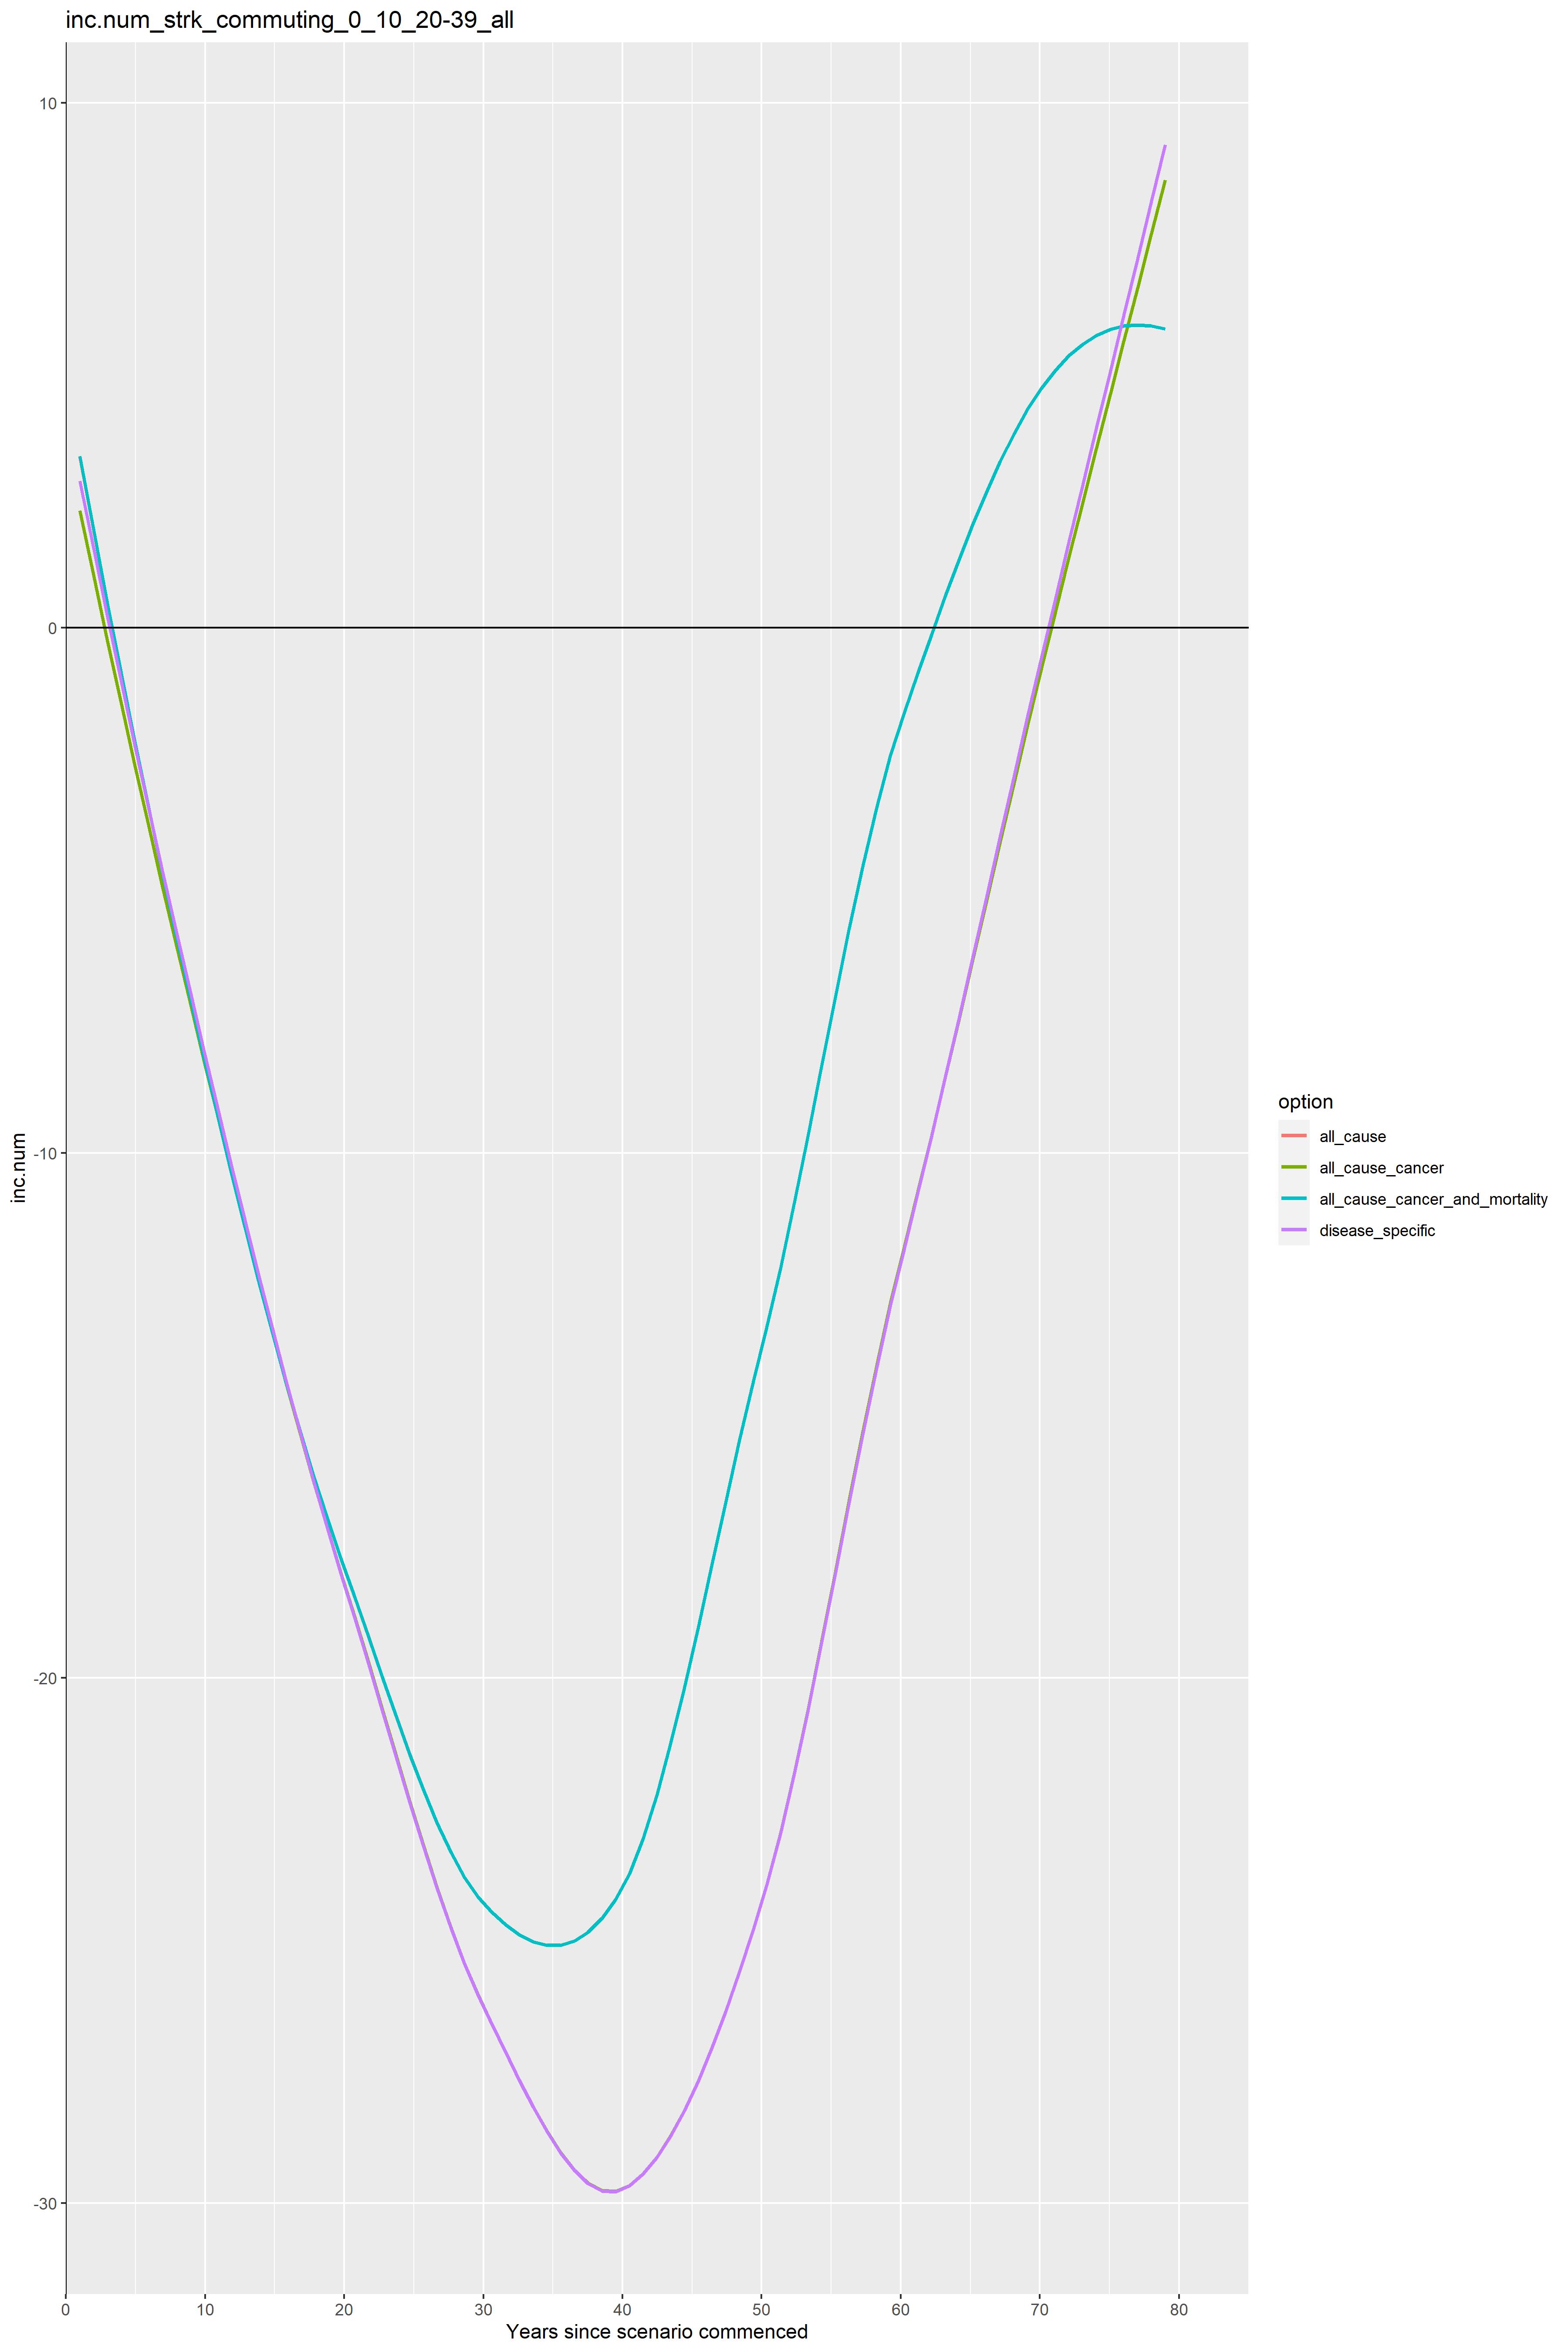 inc.num_strk_commuting_0_10_20-39_all
10
0
-10
-20
-30
inc.num
0 10 20 30 40 50 60 70 80
Years since scenario commenced
option
all_cause
all_cause_cancer
all_cause_cancer_and_mortality
disease_specific